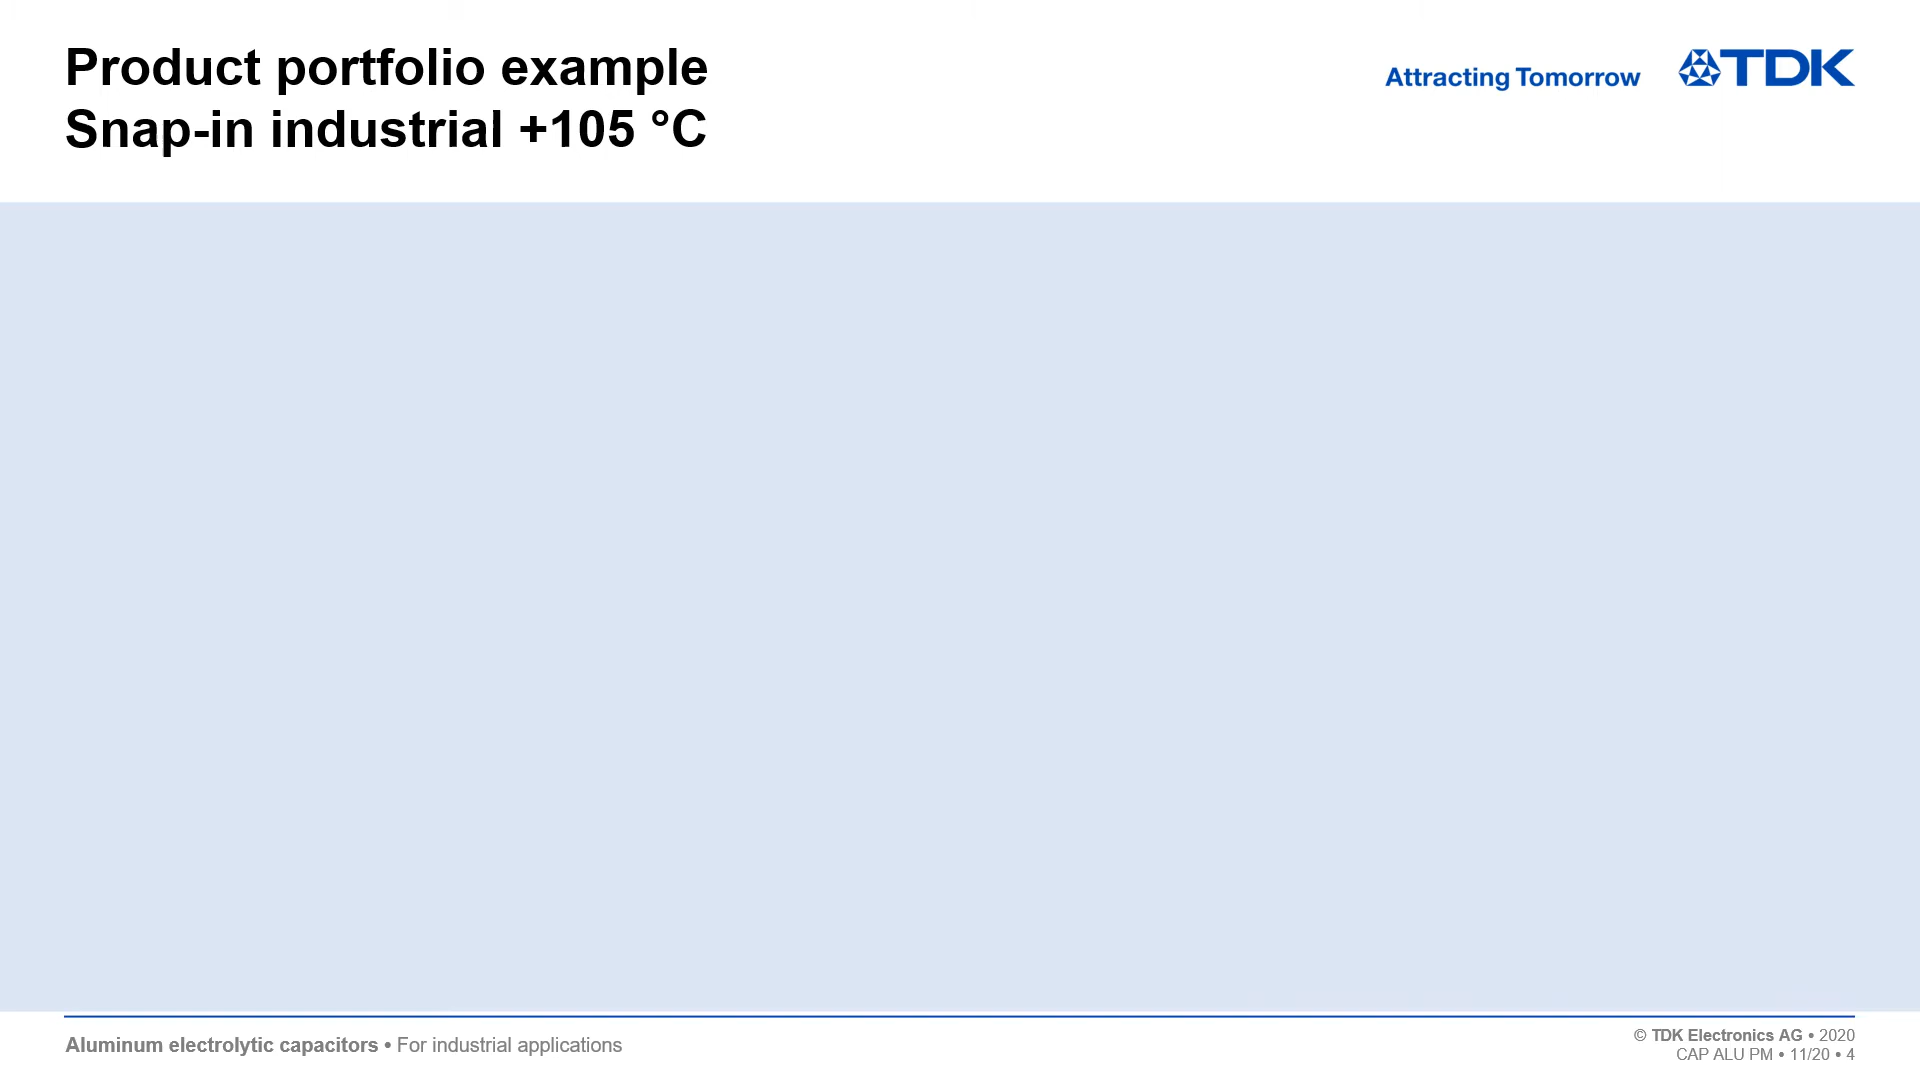 Product portfolio example
Snap-in industrial +105 °C
Attracting Tomorrow
TDK
Aluminum electrolytic capacitors • For industrial applications
© TDK Electronics AG • 2020
CAP ALU PM • 11/20 • 4